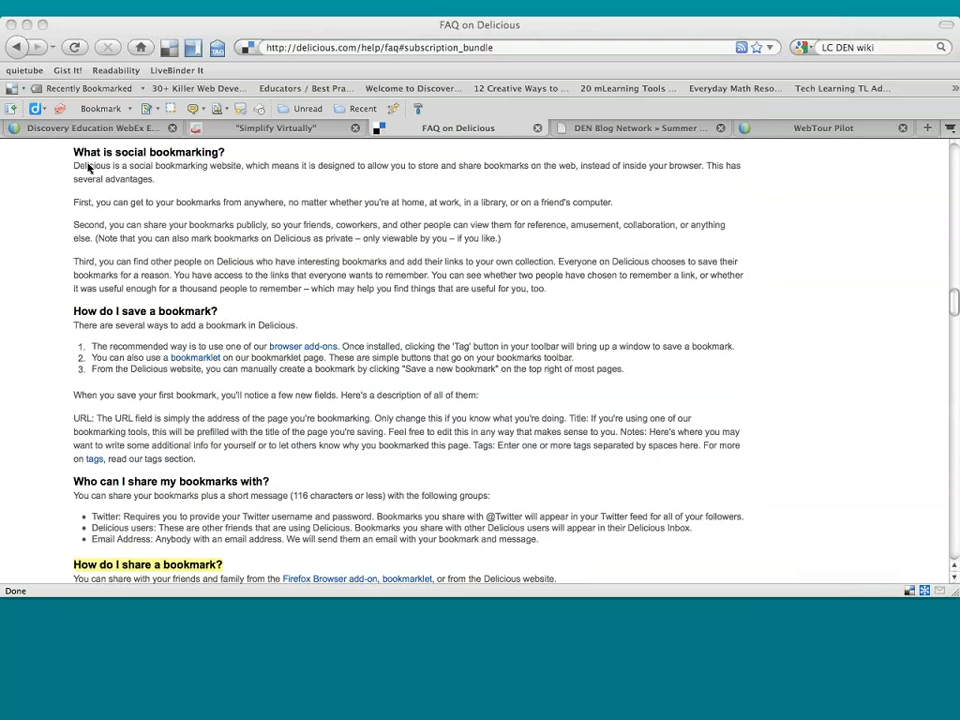 FAQ on Delicious
http://delicious.com/help/faq#subscription_bundle
LC DEN wiki
quietube Gist It! Readability LiveBinder It
Recently Bookmarked 30+ Killer Web Deve... Educators / Best Pra... Welcome to Discover... 12 Creative Ways to ... 20 mLearning Tools ... Everyday Math Reso... Tech Learning TL Ad...
Bookmark Unread Recent
Discovery Education WebEx E... "Simplify Virtually" FAQ on Delicious DEN Blog Network » Summer ... WebTour Pilot
What is social bookmarking?
Delicious is a social bookmarking website, which means it is designed to allow you to store and share bookmarks on the web, instead of inside your browser. This has
several advantages.
First, you can get to your bookmarks from anywhere, no matter whether you're at home, at work, in a library, or on a friend's computer.
Second, you can share your bookmarks publicly, so your friends, coworkers, and other people can view them for reference, amusement, collaboration, or anything
else. (Note that you can also mark bookmarks on Delicious as private – only viewable by you – if you like.)
Third, you can find other people on Delicious who have interesting bookmarks and add their links to your own collection. Everyone on Delicious chooses to save their
bookmarks for a reason. You have access to the links that everyone wants to remember. You can see whether two people have chosen to remember a link, or whether
it was useful enough for a thousand people to remember – which may help you find things that are useful for you, too.
How do I save a bookmark?
There are several ways to add a bookmark in Delicious.
1. The recommended way is to use one of our browser add-ons. Once installed, clicking the 'Tag' button in your toolbar will bring up a window to save a bookmark.
2. You can also use a bookmarklet on our bookmarklet page. These are simple buttons that go on your bookmarks toolbar.
3. From the Delicious website, you can manually create a bookmark by clicking "Save a new bookmark" on the top right of most pages.
When you save your first bookmark, you'll notice a few new fields. Here's a description of all of them:
URL: The URL field is simply the address of the page you're bookmarking. Only change this if you know what you're doing. Title: If you're using one of our
bookmarking tools, this will be prefilled with the title of the page you're saving. Feel free to edit this in any way that makes sense to you. Notes: Here's where you may
want to write some additional info for yourself or to let others know why you bookmarked this page. Tags: Enter one or more tags separated by spaces here. For more
on tags, read our tags section.
Who can I share my bookmarks with?
You can share your bookmarks plus a short message (116 characters or less) with the following groups:
Twitter: Requires you to provide your Twitter username and password. Bookmarks you share with @Twitter will appear in your Twitter feed for all of your followers.
Delicious users: These are other friends that are using Delicious. Bookmarks you share with other Delicious users will appear in their Delicious Inbox.
Email Address: Anybody with an email address. We will send them an email with your bookmark and message.
How do I share a bookmark?
You can share with your friends and family from the Firefox Browser add-on, bookmarklet, or from the Delicious website.
Done